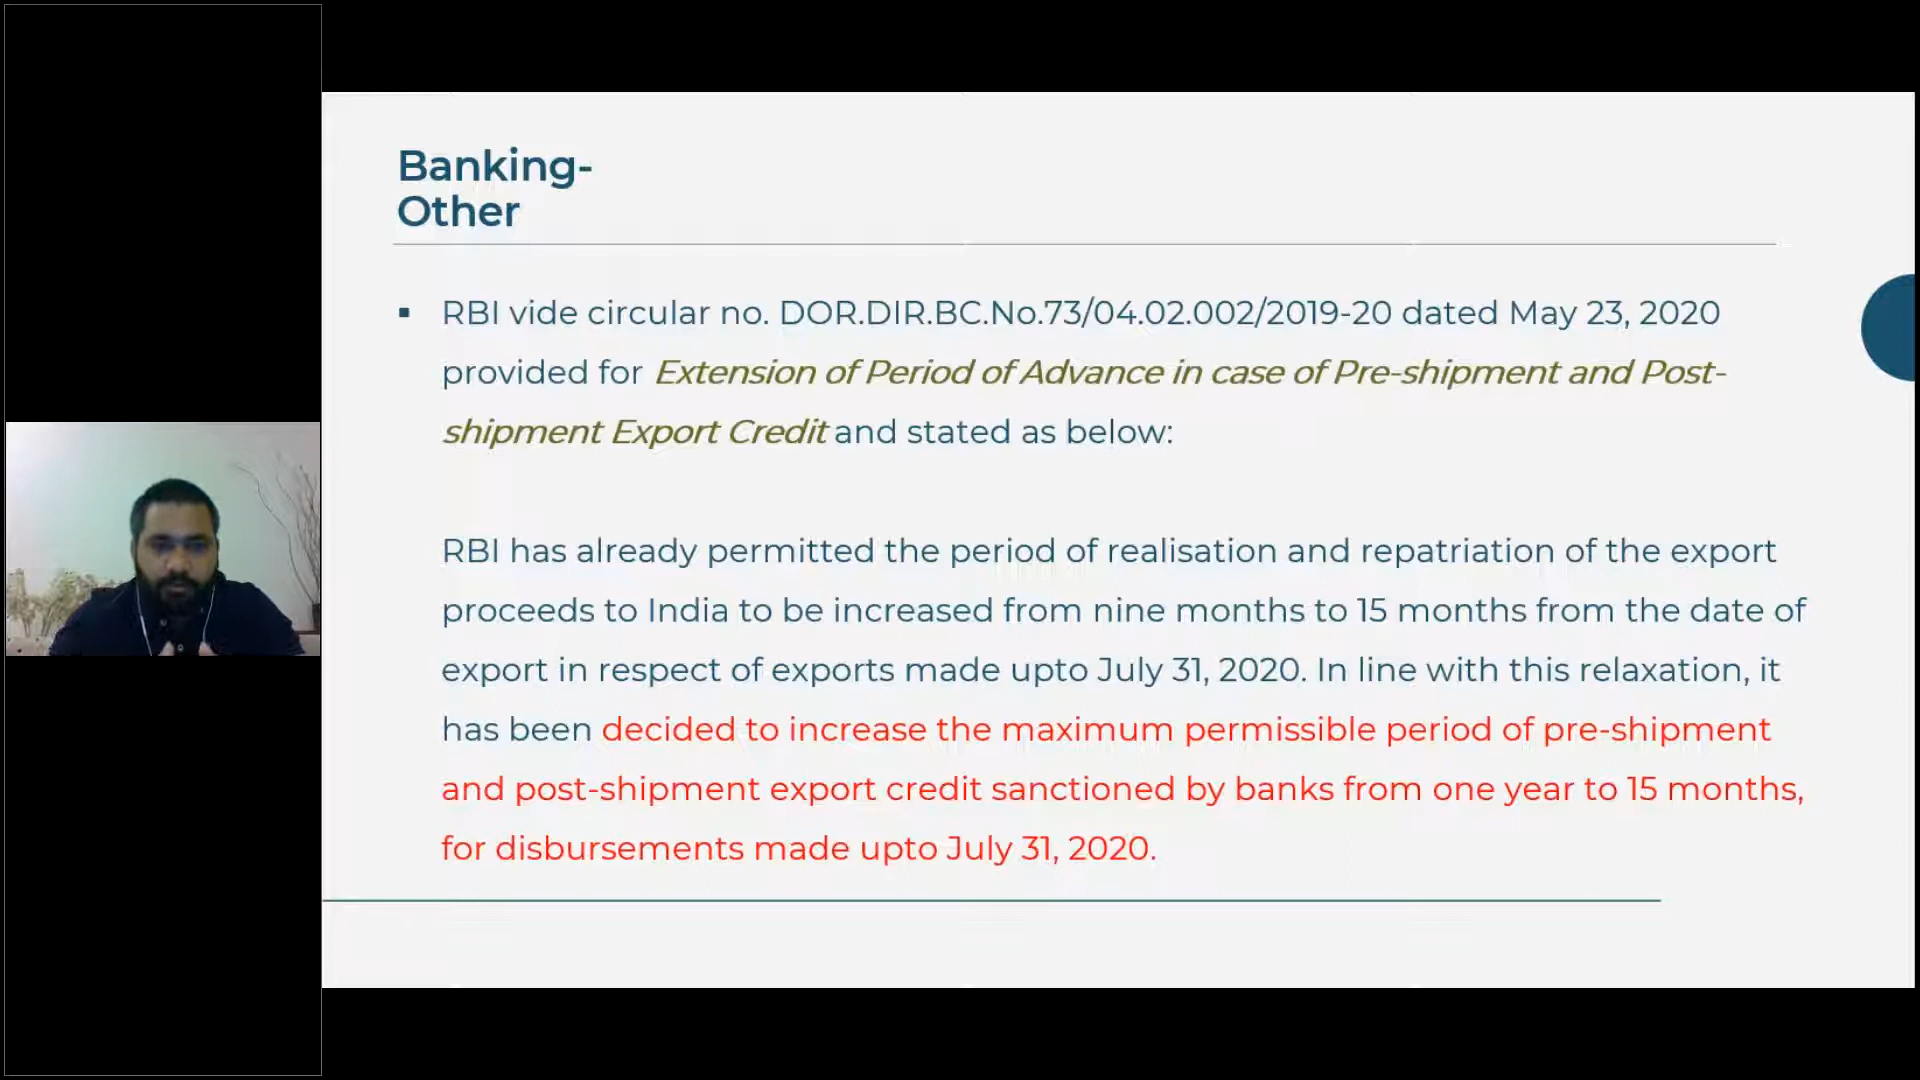 Banking-
Other
▪ RBI vide circular no. DOR.DIR.BC.No.73/04.02.002/2019-20 dated May 23, 2020
provided for Extension of Period of Advance in case of Pre-shipment and Post-
shipment Export Credit and stated as below:
RBI has already permitted the period of realisation and repatriation of the export
proceeds to India to be increased from nine months to 15 months from the date of
export in respect of exports made upto July 31, 2020. In line with this relaxation, it
has been decided to increase the maximum permissible period of pre-shipment
and post-shipment export credit sanctioned by banks from one year to 15 months,
for disbursements made upto July 31, 2020.